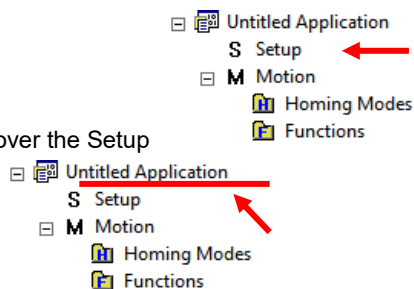 Untitled Application
S Setup
M Motion
H Homing Modes
F Functions
over the Setup
Untitled Application
S Setup
M Motion
H Homing Modes
F Functions